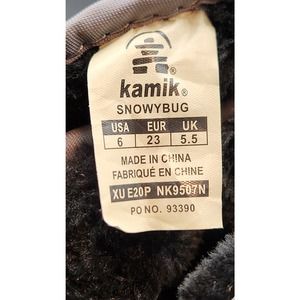 kamik®
SNOWYBUG
USA EUR UK
6 23 5.5
MADE IN CHINA
FABRIQUÉ EN CHINE
XU E20P NK9507N
PO NO. 93390